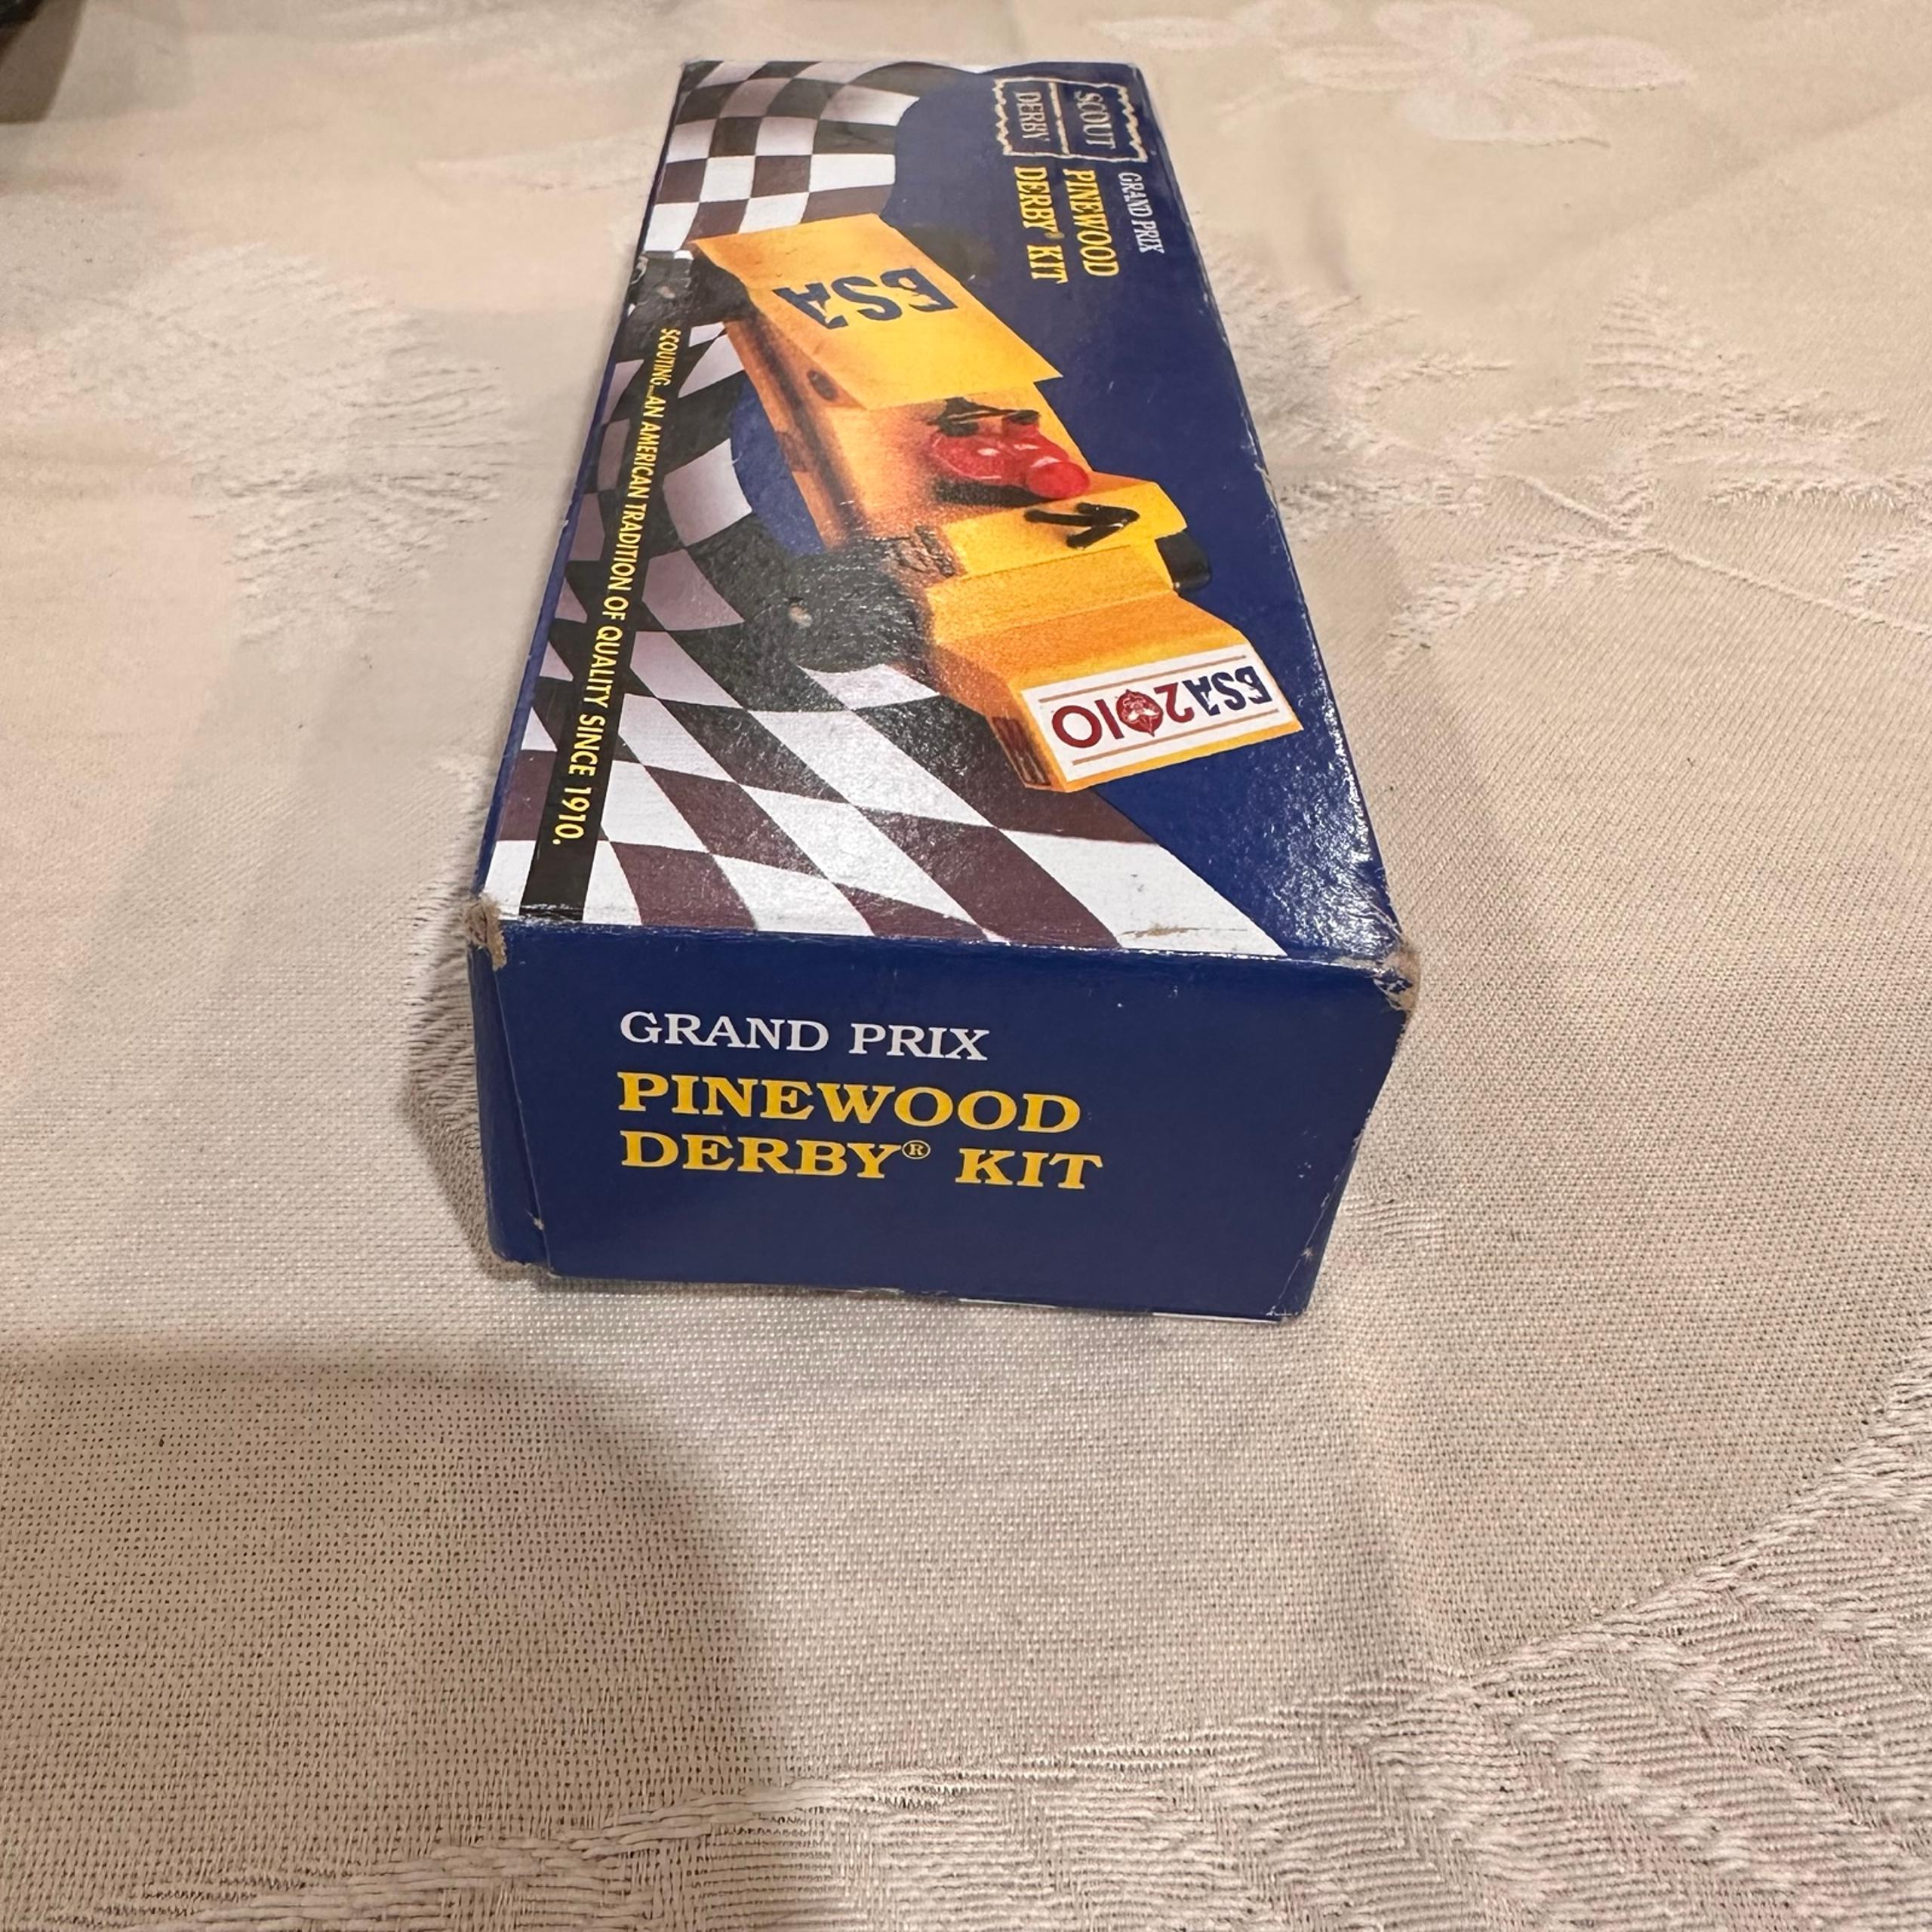 SCOUT
DERBY
GRAND PRIX
PINEWOOD
DERBY® KIT
BSA
BSA2010
SCOUTING...AN AMERICAN TRADITION OF QUALITY SINCE 1910.
GRAND PRIX
PINEWOOD
DERBY® KIT